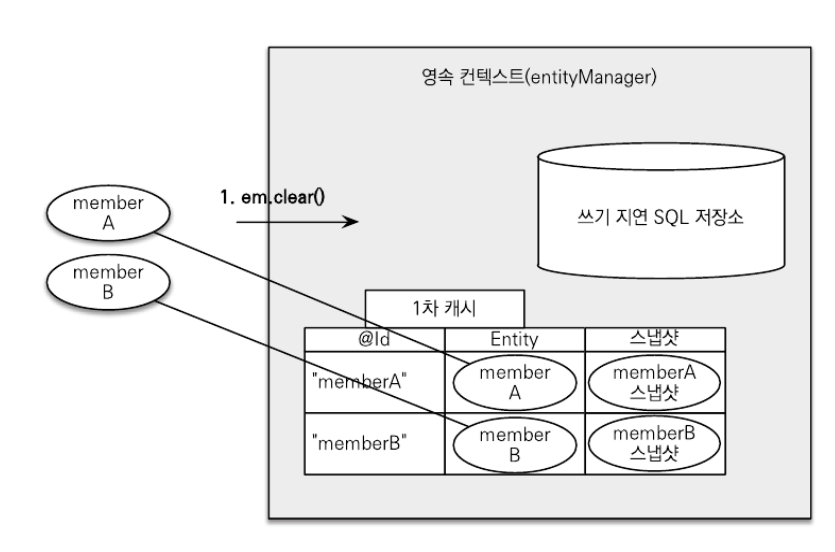 영속 컨텍스트(entityManager)
쓰기 지연 SQL 저장소
1. em.clear()
member
A
member
B
1차 캐시
@Id Entity 스냅샷
"memberA"
member
A
memberA
스냅샷
"memberB"
member
B
memberB
스냅샷